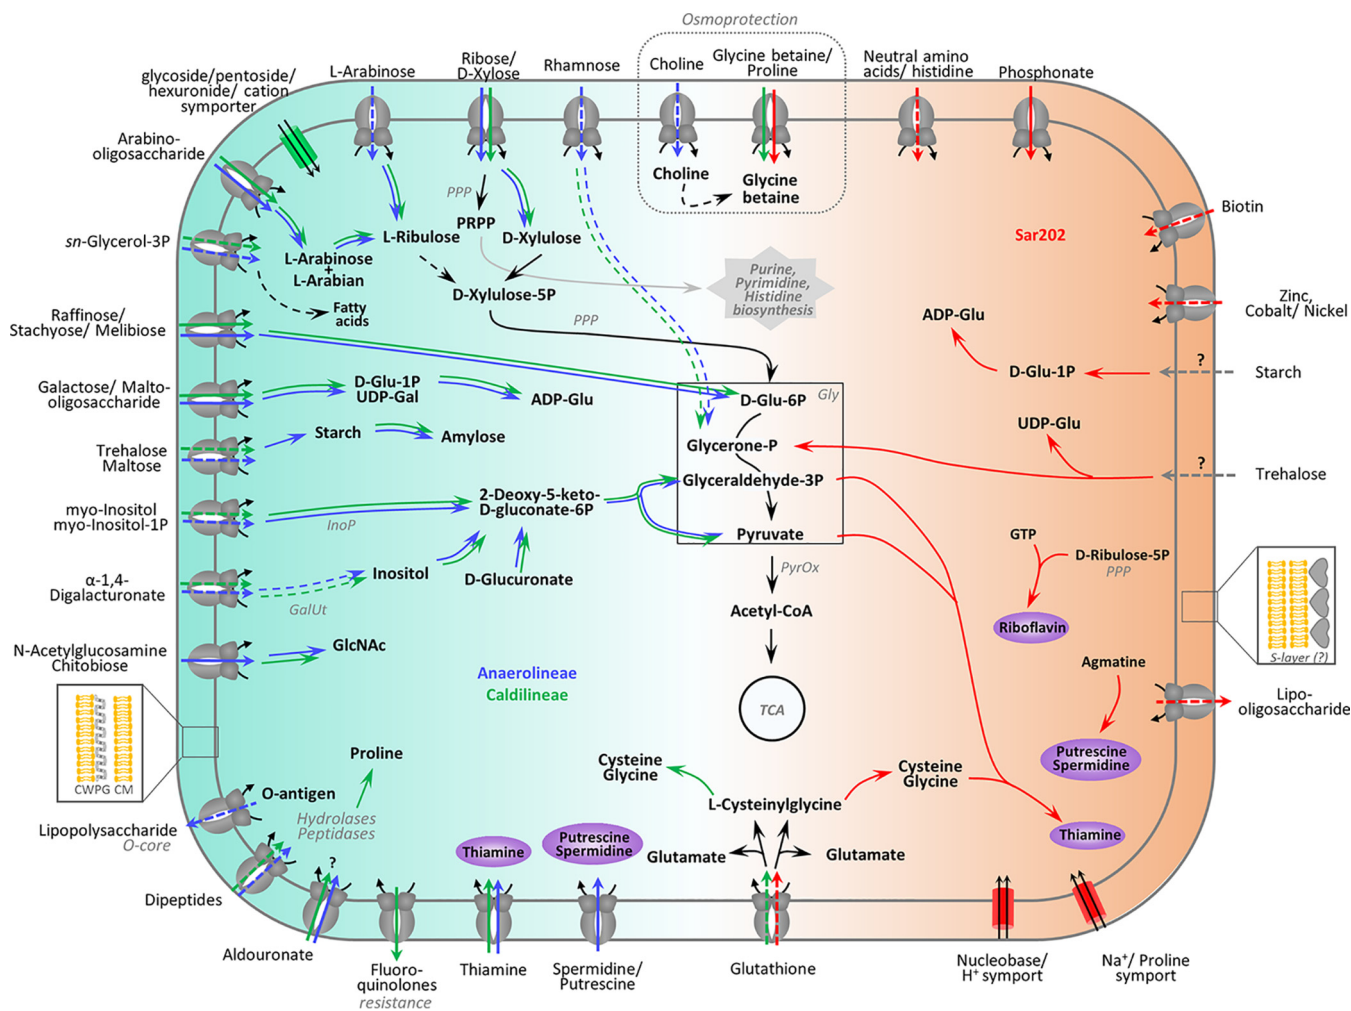 Osmoprotection
glycoside/pentoside/
hexuronide/ cation
symporter
L-Arabinose
Ribose/
D-Xylose
Rhamnose
Choline
Glycine betaine/
Proline
Neutral amino
acids/ histidine
Phosphonate
Arabino-
oligosaccharide
sn-Glycerol-3P
Raffinose/
Stachyose/ Melibiose
Galactose/ Malto-
oligosaccharide
Trehalose
Maltose
myo-Inositol
myo-Inositol-1P
α-1,4-
Digalacturonate
N-Acetylglucosamine
Chitobiose
CWPG CM
Lipopolysaccharide
O-core
Dipeptides
Aldouronate
Fluoro-
quinolones
resistance
Thiamine
Spermidine/
Putrescine
Glutathione
Nucleobase/
H+ symport
Na+/ Proline
symport
Biotin
Zinc,
Cobalt/ Nickel
?
Starch
?
Trehalose
S-layer (?)
Lipo-
oligosaccharide
Choline
Glycine
betaine
PPP
PRPP
L-Ribulose
D-Xylulose
L-Arabinose
+
L-Arabian
Fatty
acids
D-Xylulose-5P
PPP
Purine,
Pyrimidine,
Histidine
biosynthesis
Sar202
ADP-Glu
D-Glu-1P
UDP-Glu
D-Glu-1P
UDP-Gal
ADP-Glu
Starch
Amylose
D-Glu-6P
Gly
Glycerone-P
Glyceraldehyde-3P
Pyruvate
2-Deoxy-5-keto-
D-gluconate-6P
InoP
Inositol
D-Glucuronate
GalUt
GlcNAc
PyrOx
Acetyl-CoA
TCA
Anaerolineae
Caldilineae
GTP
D-Ribulose-5P
PPP
Riboflavin
Agmatine
Putrescine
Spermidine
Thiamine
Proline
O-antigen
Hydrolases
Peptidases
?
Thiamine
Putrescine
Spermidine
Cysteine
Glycine
Cysteine
Glycine
L-Cysteinylglycine
Glutamate
Glutamate